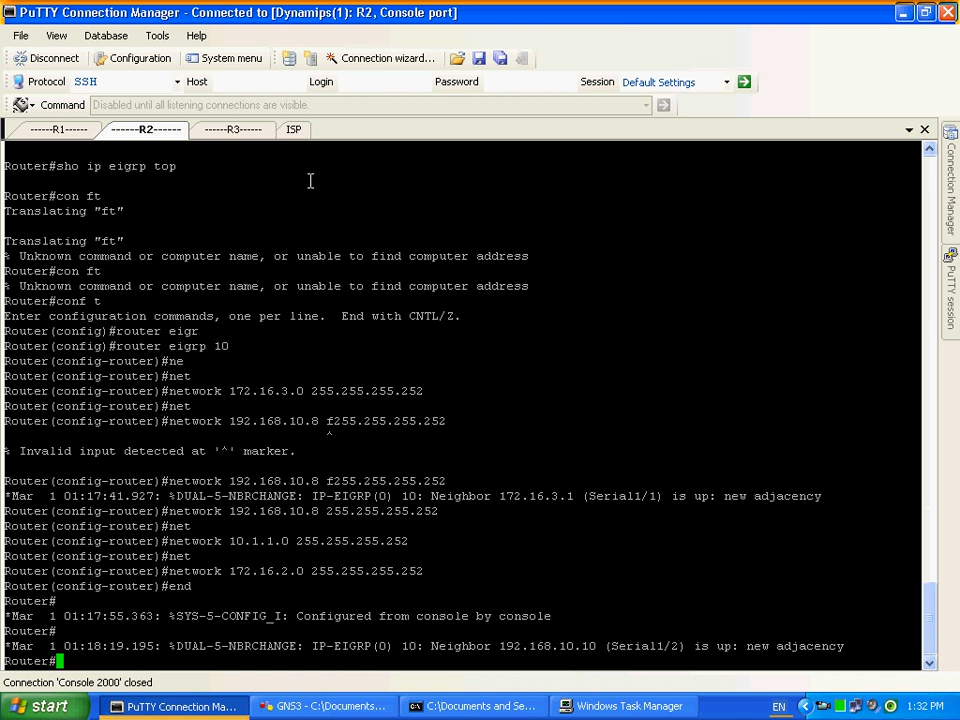 PuTTY Connection Manager - Connected to [Dynamips(1): R2, Console port]
File View Database Tools Help
Disconnect Configuration System menu Connection wizard...
Protocol SSH Host Login Password Session Default Settings
Command Disabled until all listening connections are visible.
------R1------ ------R2------ ------R3------ ISP
Connection Manager
PuTTY session
Router#sho ip eigrp top
Router#con ft
Translating "ft"
Translating "ft"
% Unknown command or computer name, or unable to find computer address
Router#con ft
% Unknown command or computer name, or unable to find computer address
Router#conf t
Enter configuration commands, one per line.  End with CNTL/Z.
Router(config)#router eigr
Router(config)#router eigrp 10
Router(config-router)#ne
Router(config-router)#net
Router(config-router)#network 172.16.3.0 255.255.255.252
Router(config-router)#net
Router(config-router)#network 192.168.10.8 f255.255.255.252
^
% Invalid input detected at '^' marker.
Router(config-router)#network 192.168.10.8 f255.255.255.252
*Mar  1 01:17:41.927: %DUAL-5-NBRCHANGE: IP-EIGRP(0) 10: Neighbor 172.16.3.1 (Serial1/1) is up: new adjacency
Router(config-router)#network 192.168.10.8 255.255.255.252
Router(config-router)#net
Router(config-router)#network 10.1.1.0 255.255.255.252
Router(config-router)#net
Router(config-router)#network 172.16.2.0 255.255.255.252
Router(config-router)#end
Router#
*Mar  1 01:17:55.363: %SYS-5-CONFIG_I: Configured from console by console
Router#
*Mar  1 01:18:19.195: %DUAL-5-NBRCHANGE: IP-EIGRP(0) 10: Neighbor 192.168.10.10 (Serial1/2) is up: new adjacency
Router#
Connection 'Console 2000' closed
start PuTTY Connection Ma... GNS3 - C:\Documents... C:\Documents and Se... Windows Task Manager EN 1:32 PM